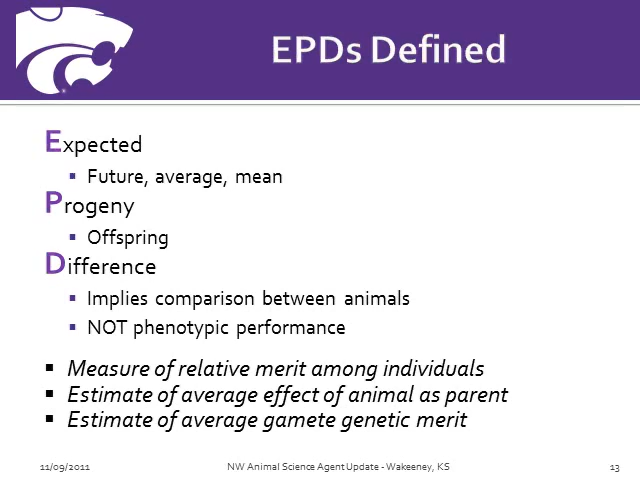 EPDs Defined
Expected
▪ Future, average, mean
Progeny
▪ Offspring
Difference
▪ Implies comparison between animals
▪ NOT phenotypic performance
▪ Measure of relative merit among individuals
▪ Estimate of average effect of animal as parent
▪ Estimate of average gamete genetic merit
11/09/2011 NW Animal Science Agent Update - Wakeeney, KS 13